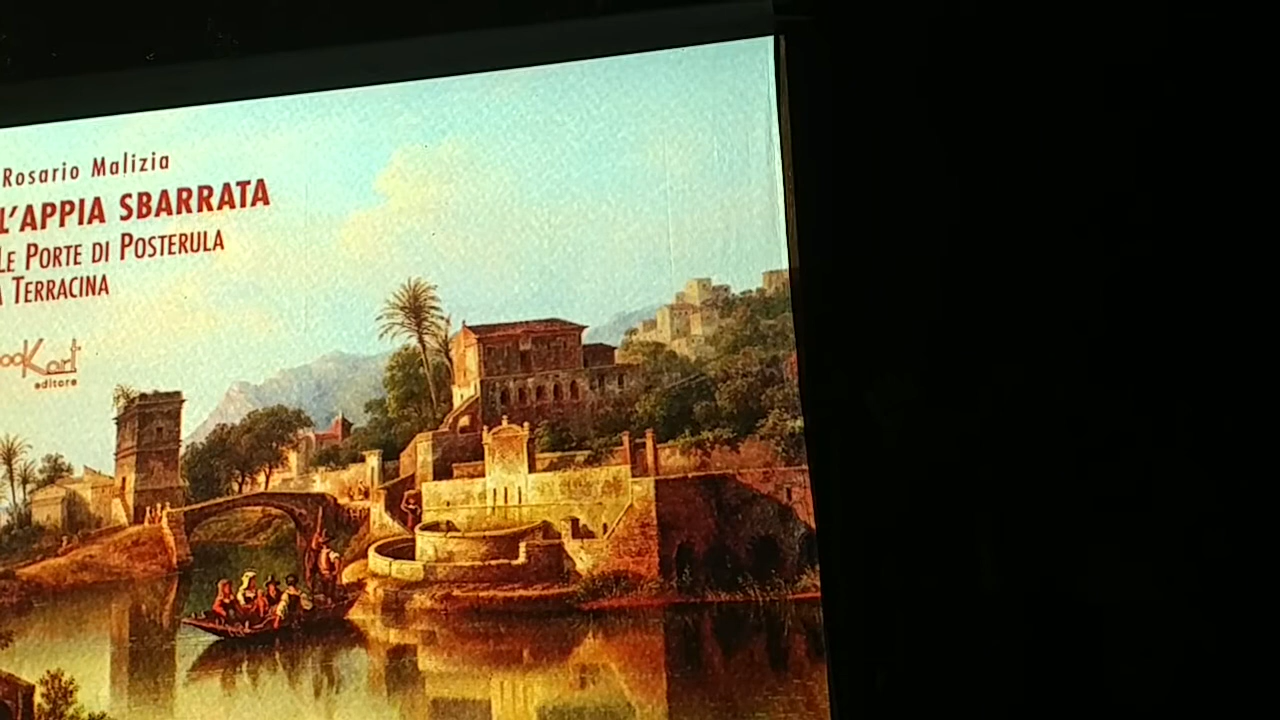 Rosario Malizia
L'APPIA SBARRATA
LE PORTE DI POSTERULA
TERRACINA
editore